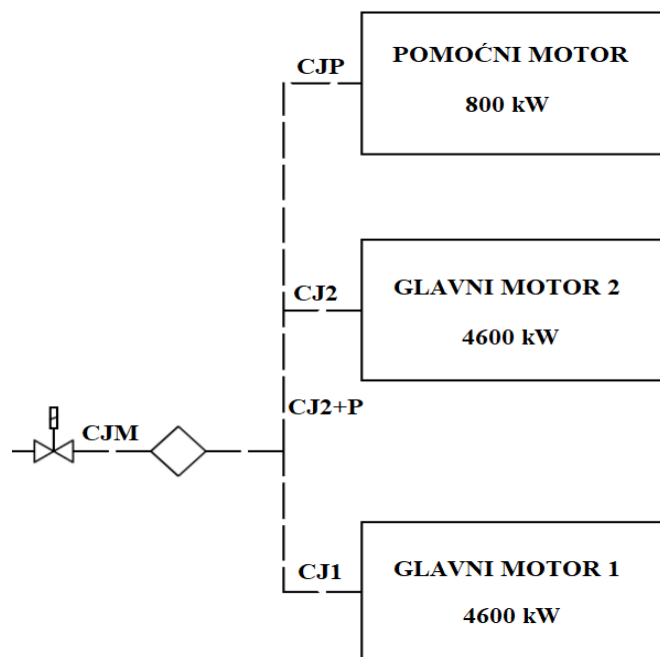 CJP
POMOĆNI MOTOR
800 kW
CJ2
GLAVNI MOTOR 2
4600 kW
CJ2+P
CJM
CJ1
GLAVNI MOTOR 1
4600 kW